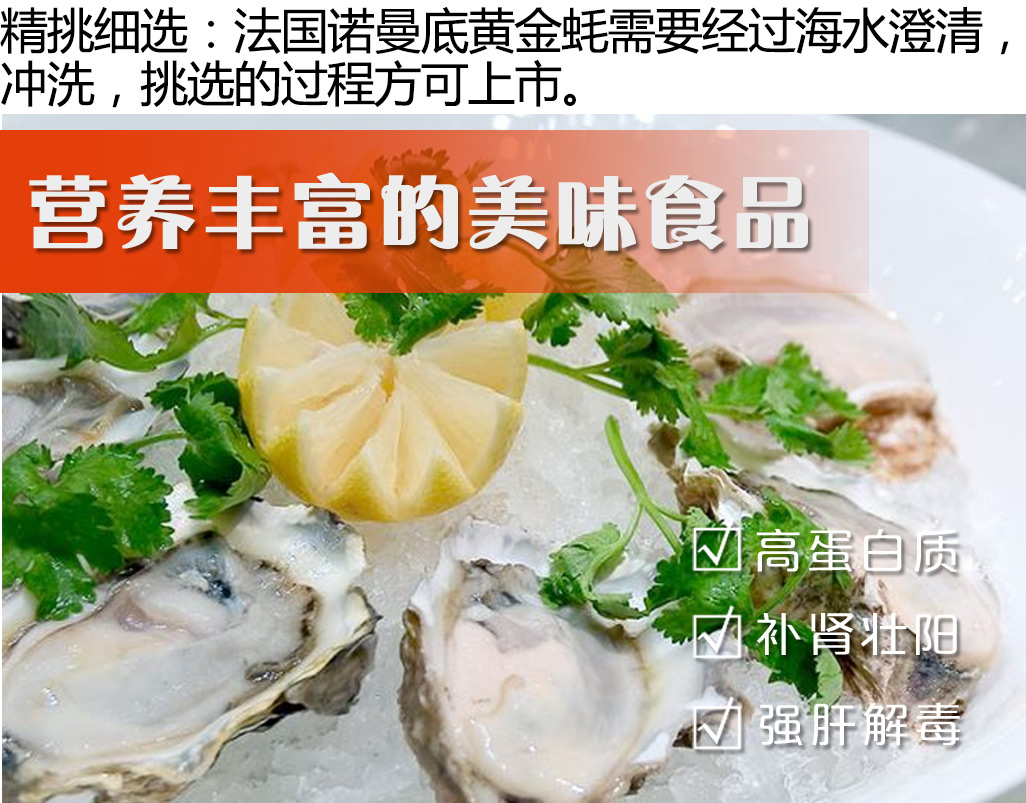 精挑细选：法国诺曼底黄金蚝需要经过海水澄清，
冲洗，挑选的过程方可上市。
营养丰富的美味食品
高蛋白质
补肾壮阳
强肝解毒